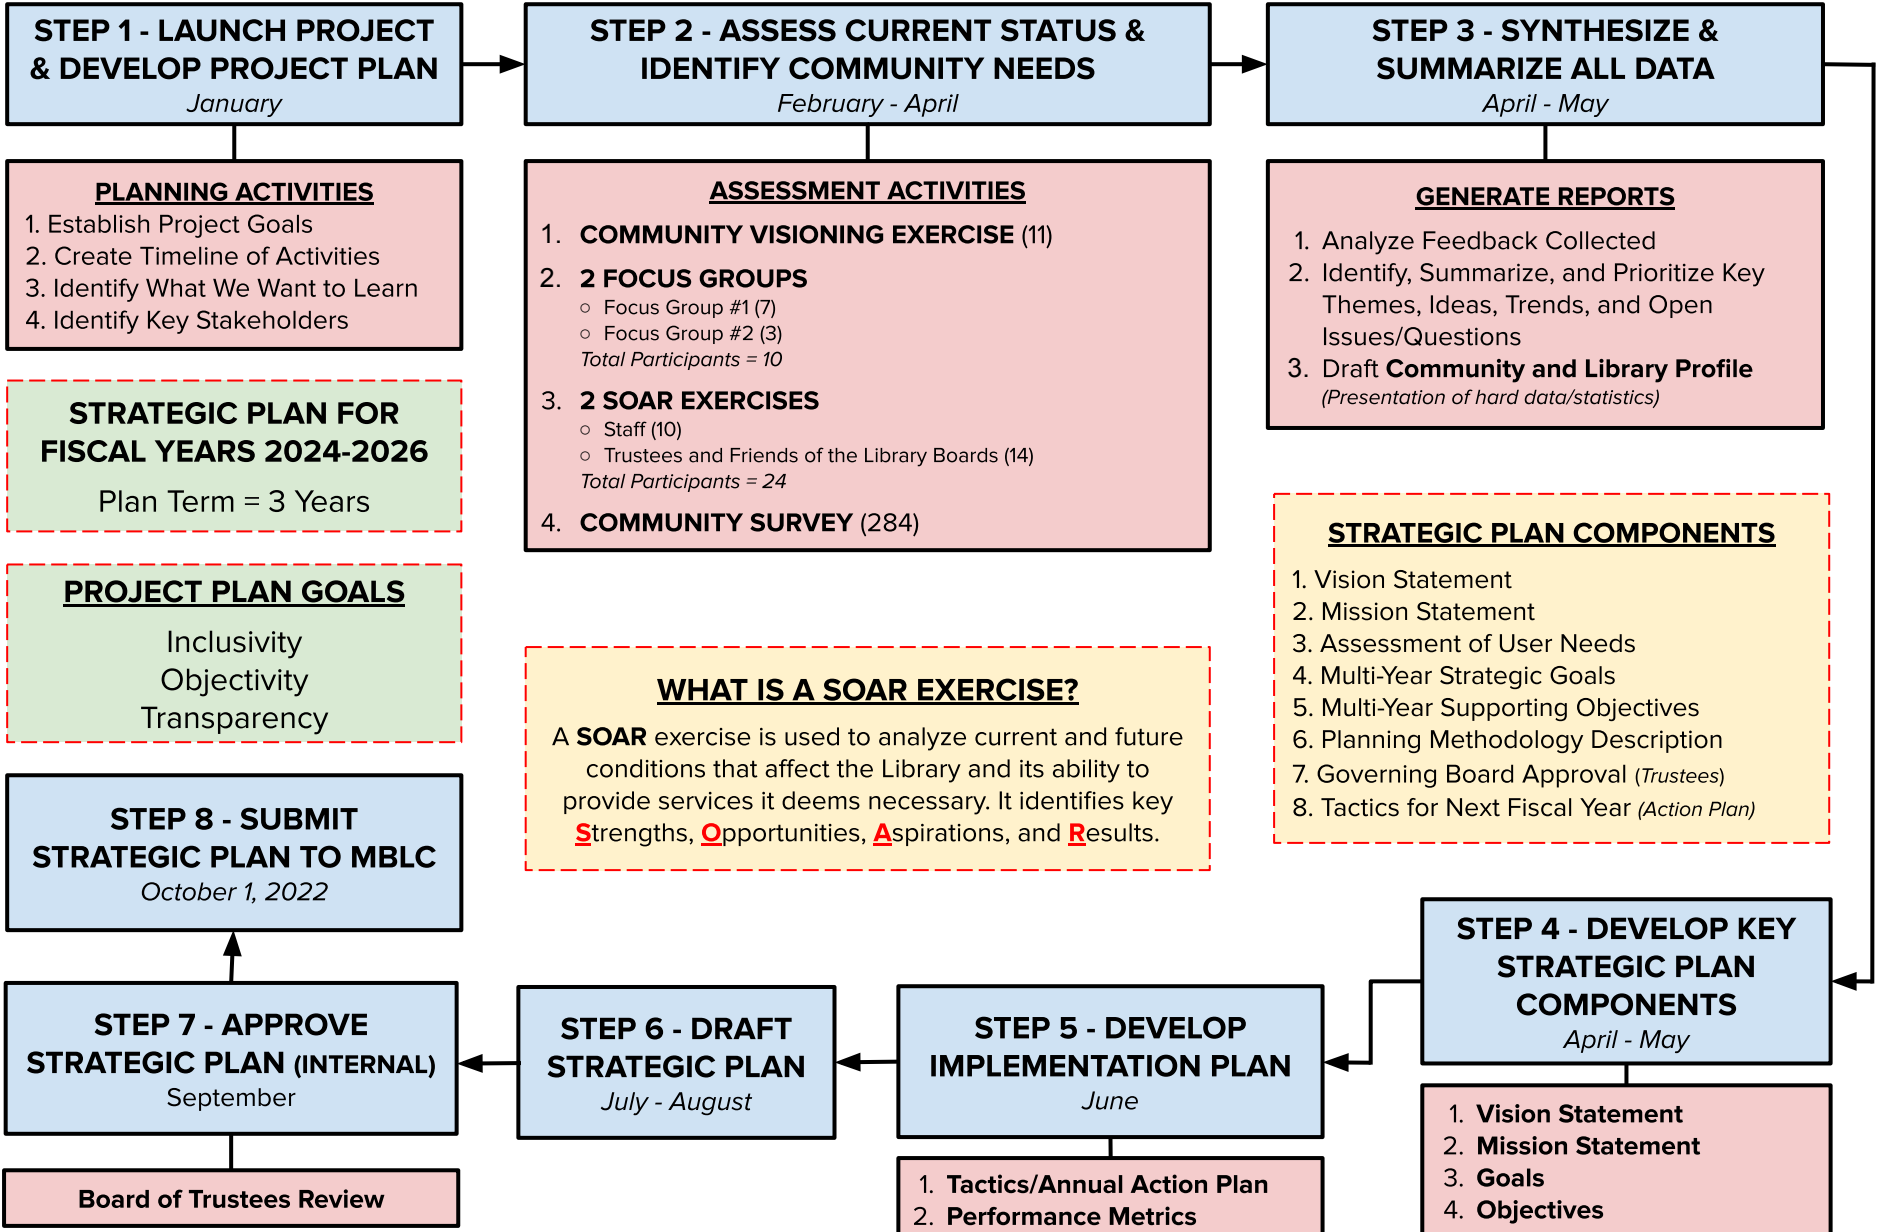 STEP 1 - LAUNCH PROJECT
& DEVELOP PROJECT PLAN
January
PLANNING ACTIVITIES
1. Establish Project Goals
2. Create Timeline of Activities
3. Identify What We Want to Learn
4. Identify Key Stakeholders
STEP 2 - ASSESS CURRENT STATUS &
IDENTIFY COMMUNITY NEEDS
February - April
ASSESSMENT ACTIVITIES
1. COMMUNITY VISIONING EXERCISE (11)
2. 2 FOCUS GROUPS
○ Focus Group #1 (7)
○ Focus Group #2 (3)
Total Participants = 10
3. 2 SOAR EXERCISES
○ Staff (10)
○ Trustees and Friends of the Library Boards (14)
Total Participants = 24
4. COMMUNITY SURVEY (284)
STEP 3 - SYNTHESIZE &
SUMMARIZE ALL DATA
April - May
GENERATE REPORTS
1. Analyze Feedback Collected
2. Identify, Summarize, and Prioritize Key
Themes, Ideas, Trends, and Open
Issues/Questions
3. Draft Community and Library Profile
(Presentation of hard data/statistics)
STRATEGIC PLAN FOR
FISCAL YEARS 2024-2026
Plan Term = 3 Years
PROJECT PLAN GOALS
Inclusivity
Objectivity
Transparency
WHAT IS A SOAR EXERCISE?
A SOAR exercise is used to analyze current and future
conditions that affect the Library and its ability to
provide services it deems necessary. It identifies key
Strengths, Opportunities, Aspirations, and Results.
STRATEGIC PLAN COMPONENTS
1. Vision Statement
2. Mission Statement
3. Assessment of User Needs
4. Multi-Year Strategic Goals
5. Multi-Year Supporting Objectives
6. Planning Methodology Description
7. Governing Board Approval (Trustees)
8. Tactics for Next Fiscal Year (Action Plan)
STEP 4 - DEVELOP KEY
STRATEGIC PLAN
COMPONENTS
April - May
1. Vision Statement
2. Mission Statement
3. Goals
4. Objectives
STEP 5 - DEVELOP
IMPLEMENTATION PLAN
June
1. Tactics/Annual Action Plan
2. Performance Metrics
STEP 6 - DRAFT
STRATEGIC PLAN
July - August
STEP 7 - APPROVE
STRATEGIC PLAN (INTERNAL)
September
Board of Trustees Review
STEP 8 - SUBMIT
STRATEGIC PLAN TO MBLC
October 1, 2022